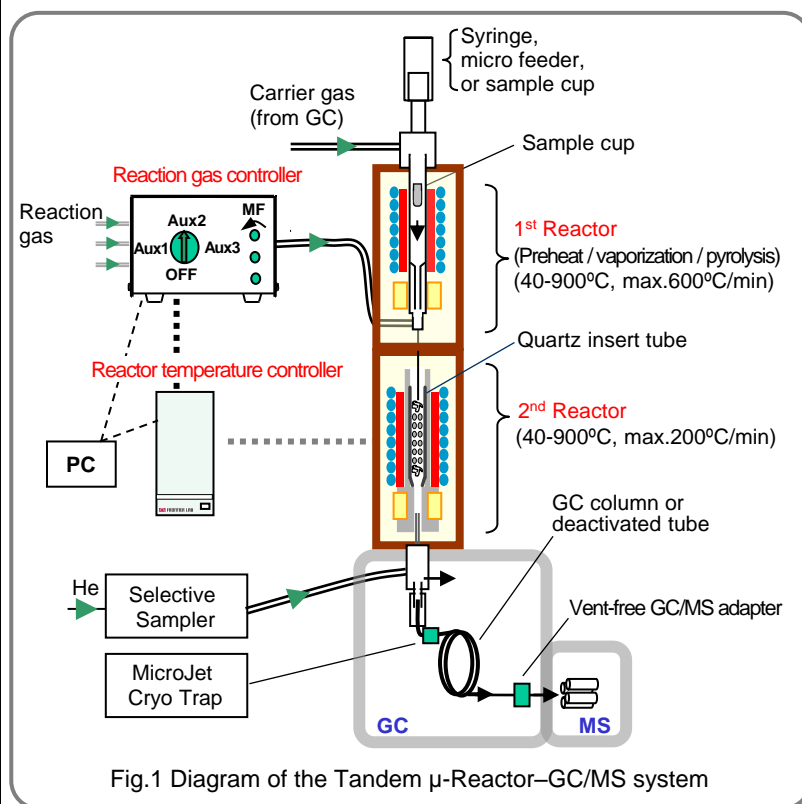 Syringe,
micro feeder,
or sample cup
Carrier gas
(from GC)
Sample cup
Reaction gas controller
Reaction
gas
Aux2
MF
Aux1
Aux3
OFF
1st Reactor
(Preheat / vaporization / pyrolysis)
(40-900ºC, max.600ºC/min)
Quartz insert tube
Reactor temperature controller
2nd Reactor
(40-900ºC, max.200ºC/min)
PC
FRONTIER LAB
GC column or
deactivated tube
He
Selective
Sampler
Vent-free GC/MS adapter
MicroJet
Cryo Trap
GC
MS
Fig.1 Diagram of the Tandem µ-Reactor–GC/MS system